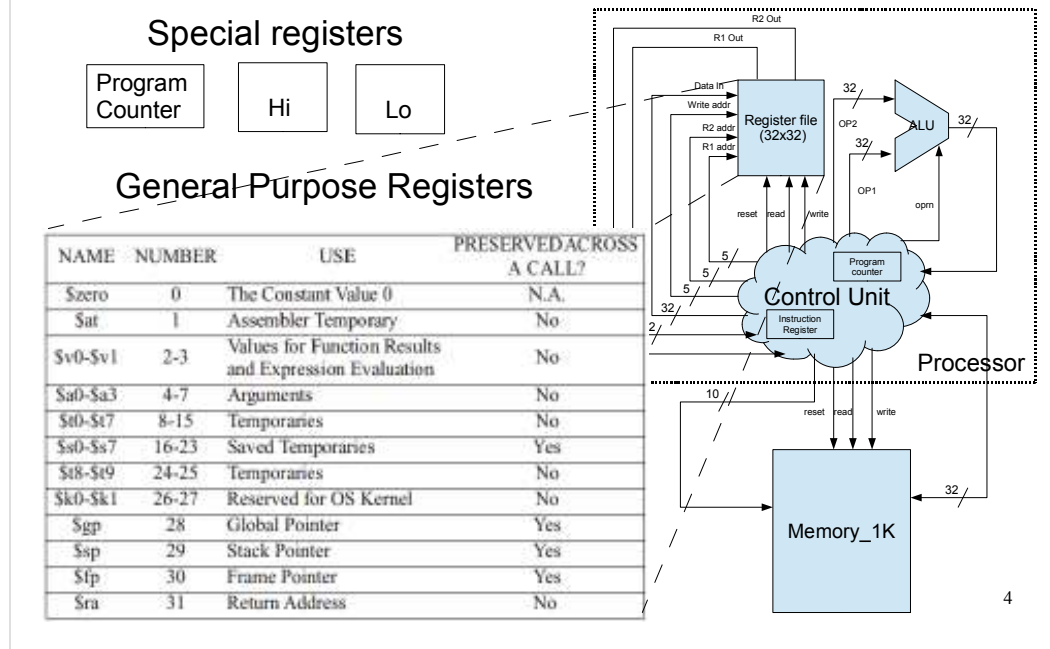 Special registers
Program
Counter
Hi
Lo
General Purpose Registers
NAME NUMBER USE PRESERVED ACROSS
A CALL?
$zero 0 The Constant Value 0 N.A.
$at 1 Assembler Temporary No
$v0-$v1 2-3 Values for Function Results
and Expression Evaluation No
$a0-$a3 4-7 Arguments No
$t0-$t7 8-15 Temporaries No
$s0-$s7 16-23 Saved Temporaries Yes
$t8-$t9 24-25 Temporaries No
$k0-$k1 26-27 Reserved for OS Kernel No
$gp 28 Global Pointer Yes
$sp 29 Stack Pointer Yes
$fp 30 Frame Pointer Yes
$ra 31 Return Address No
R2 Out
R1 Out
Data In
Write addr
R2 addr
R1 addr
Register file
(32x32)
32
OP2
32
OP1
ALU
32
oprn
reset read write
5
5
5
32
2
Program
counter
Control Unit
Instruction
Register
Processor
10
reset read write
32
Memory_1K
4